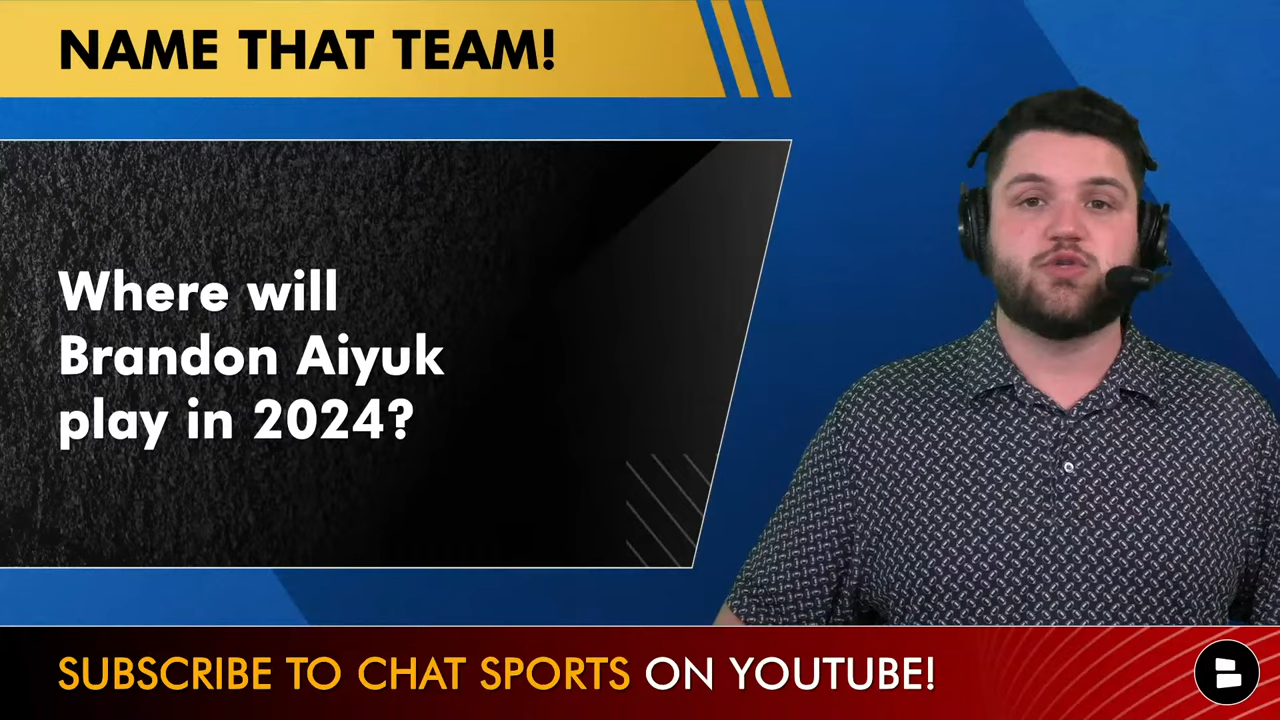 NAME THAT TEAM!
Where will
Brandon Aiyuk
play in 2024?
SUBSCRIBE TO CHAT SPORTS ON YOUTUBE!